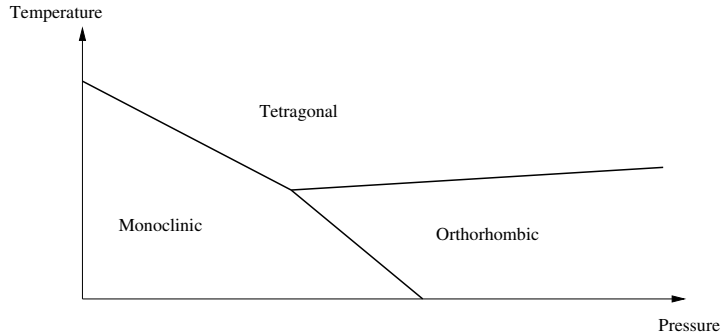 Temperature
Tetragonal
Monoclinic
Orthorhombic
Pressure